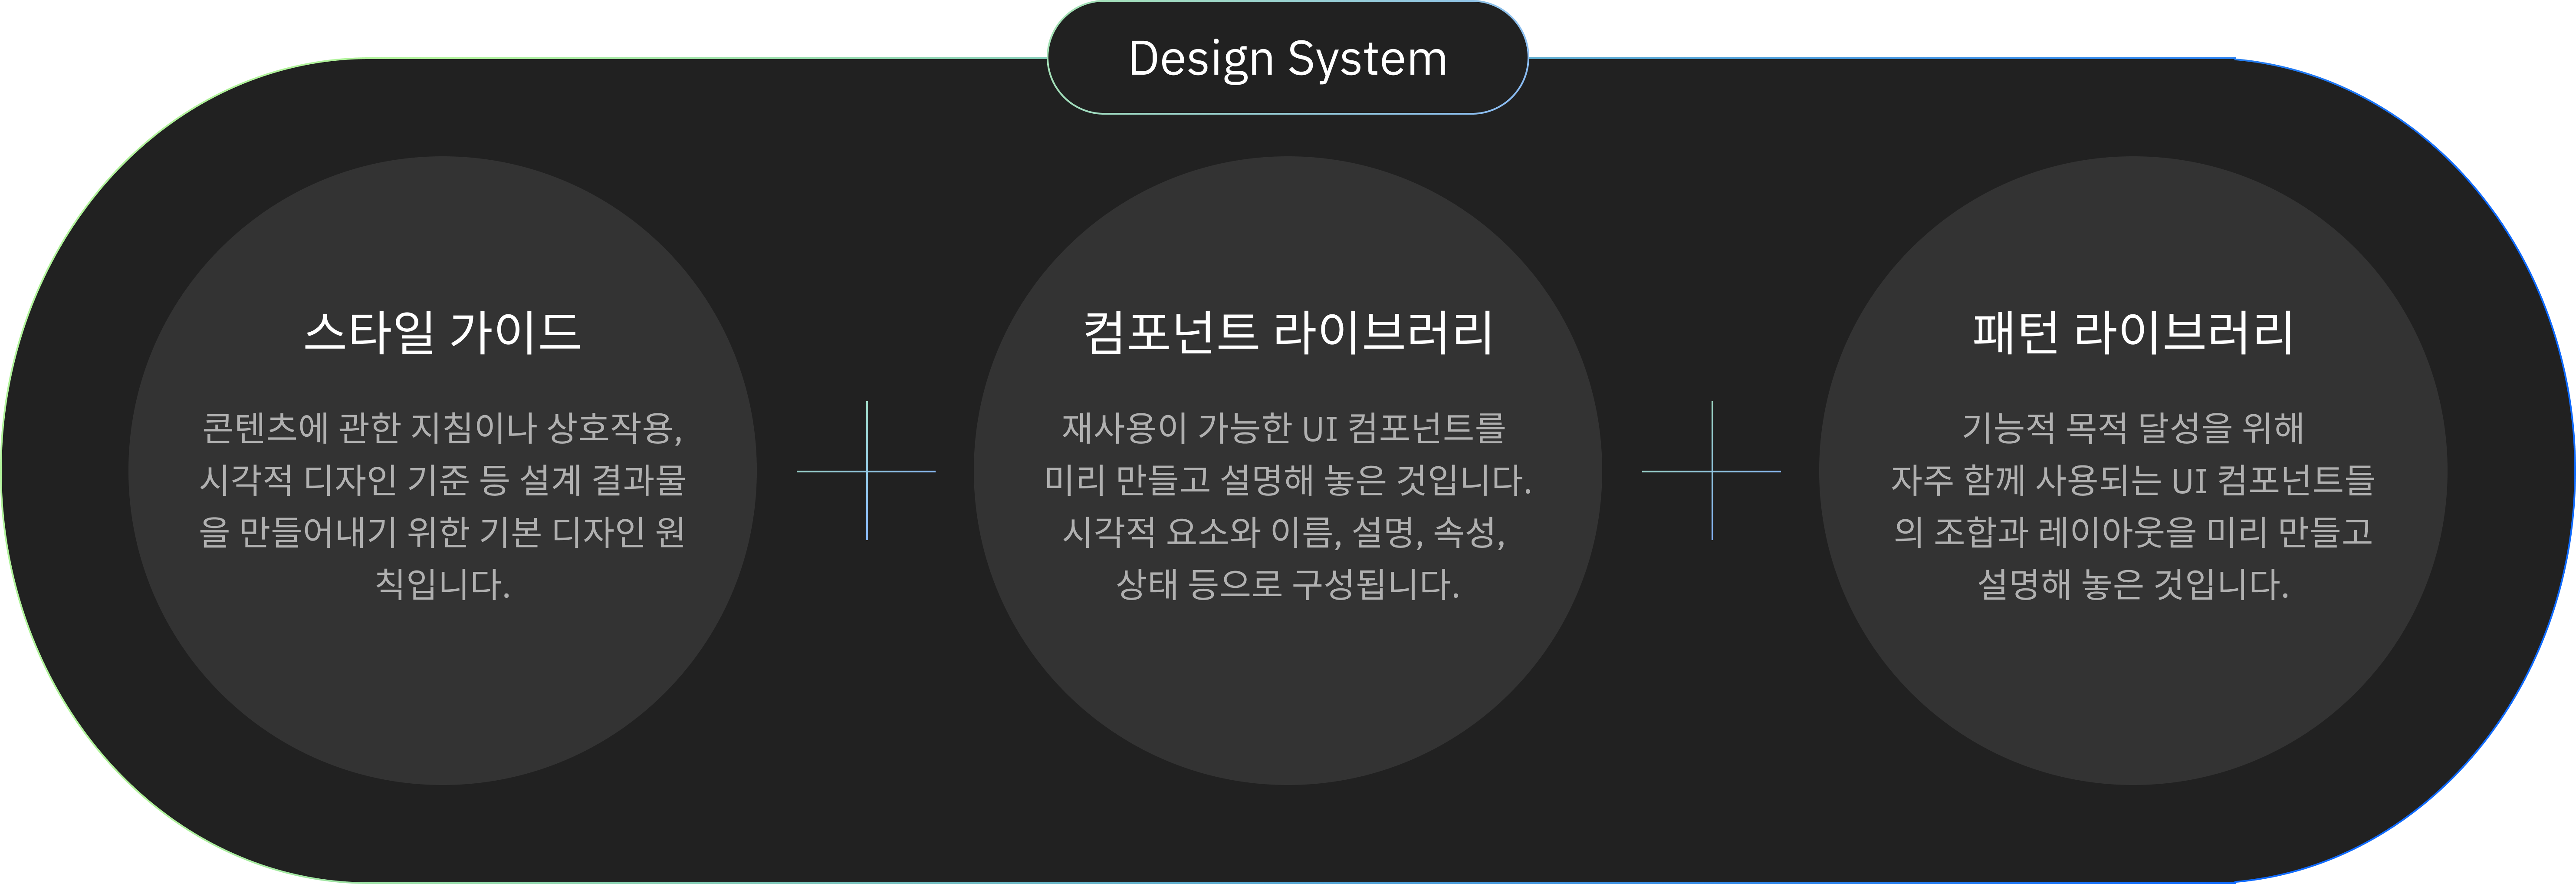 Design System
스타일 가이드
콘텐츠에 관한 지침이나 상호작용,
시각적 디자인 기준 등 설계 결과물
을 만들어내기 위한 기본 디자인 원
칙입니다.
컴포넌트 라이브러리
재사용이 가능한 UI 컴포넌트를
미리 만들고 설명해 놓은 것입니다.
시각적 요소와 이름, 설명, 속성,
상태 등으로 구성됩니다.
패턴 라이브러리
기능적 목적 달성을 위해
자주 함께 사용되는 UI 컴포넌트들
의 조합과 레이아웃을 미리 만들고
설명해 놓은 것입니다.